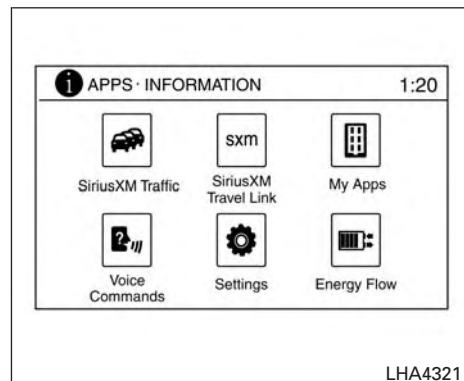 i APPS · INFORMATION 1:20
sxm
SiriusXM Traffic SiriusXM My Apps
Travel Link
?
Voice Settings Energy Flow
Commands
LHA4321